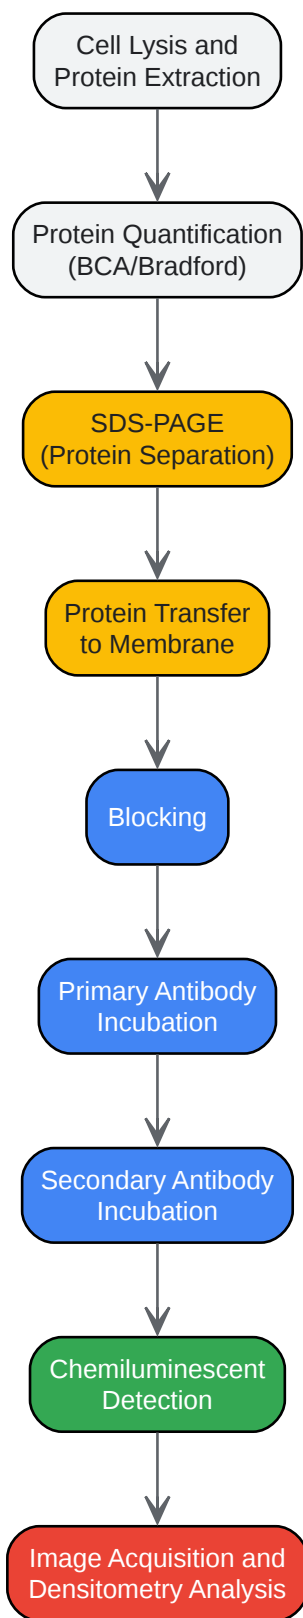 Cell Lysis and
Protein Extraction
Protein Quantification
(BCA/Bradford)
SDS-PAGE
(Protein Separation)
Protein Transfer
to Membrane
Blocking
Primary Antibody
Incubation
Secondary Antibody
Incubation
Chemiluminescent
Detection
Image Acquisition and
Densitometry Analysis